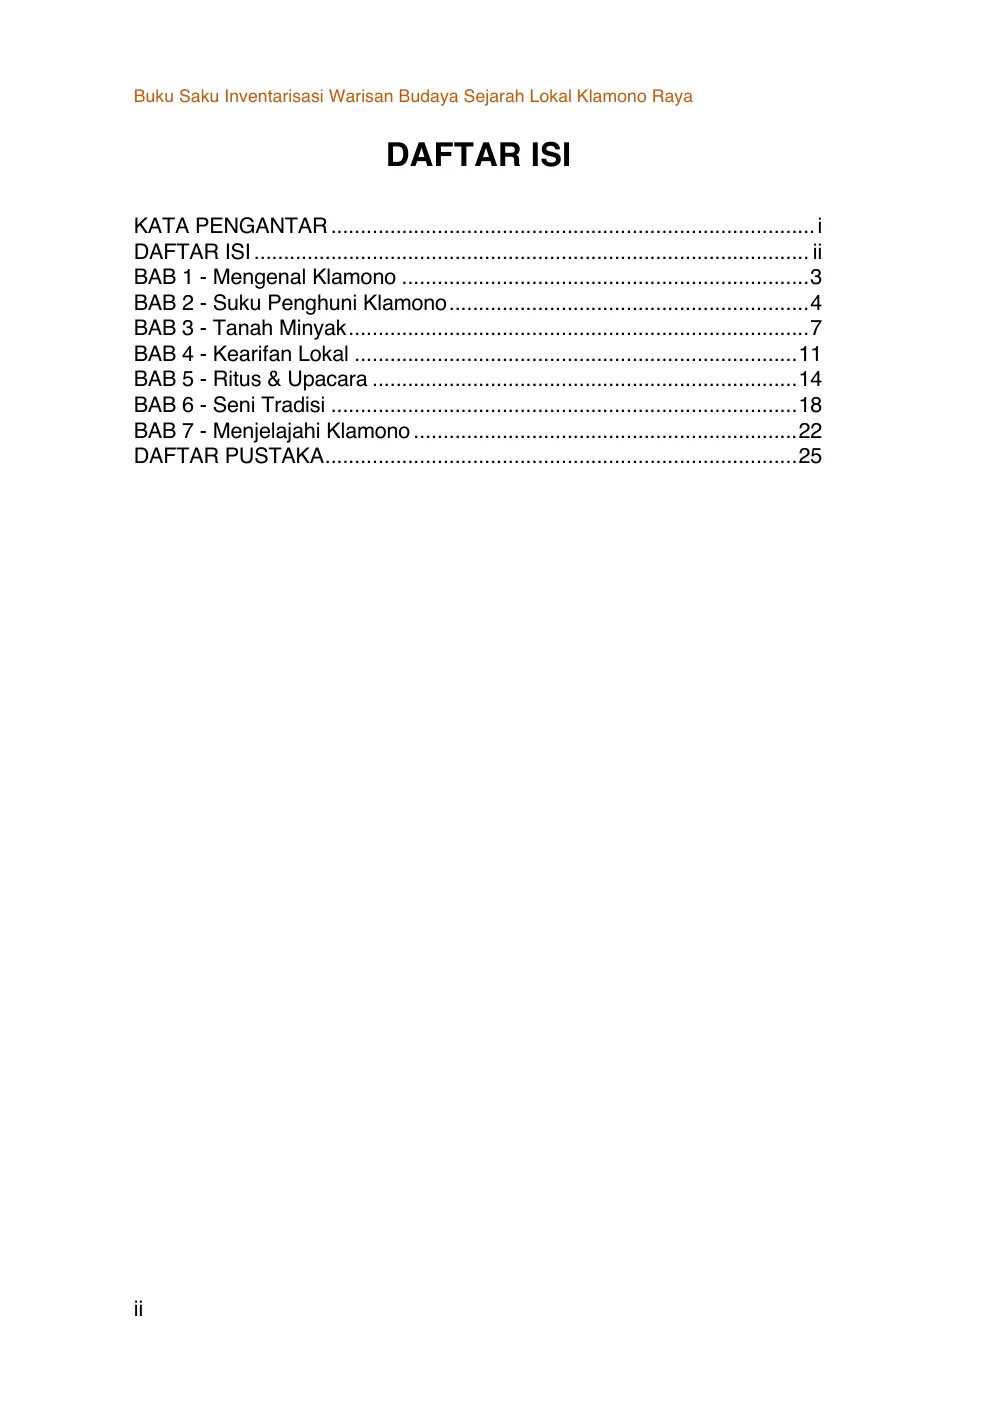 Buku Saku Inventarisasi Warisan Budaya Sejarah Lokal Klamono Raya
DAFTAR ISI
KATA PENGANTAR .................................................................................. i
DAFTAR ISI .............................................................................................. ii
BAB 1 - Mengenal Klamono .....................................................................3
BAB 2 - Suku Penghuni Klamono.............................................................4
BAB 3 - Tanah Minyak..............................................................................7
BAB 4 - Kearifan Lokal ...........................................................................11
BAB 5 - Ritus & Upacara ........................................................................14
BAB 6 - Seni Tradisi ...............................................................................18
BAB 7 - Menjelajahi Klamono .................................................................22
DAFTAR PUSTAKA................................................................................25
ii